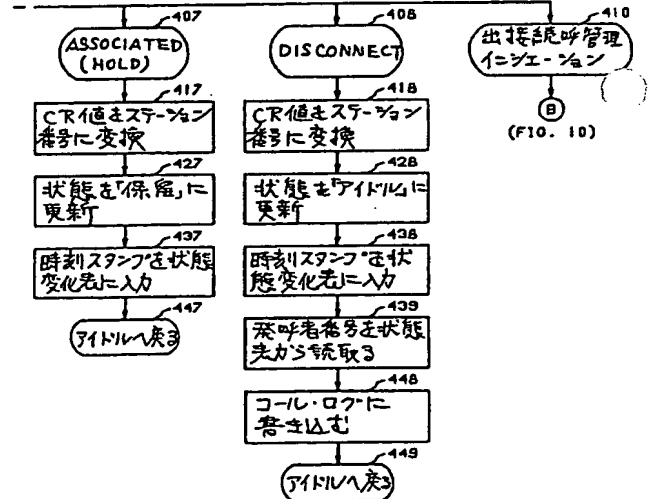 407
ASSOCIATED
(HOLD)
417
CR値をステーション
番号に変換
427
状態を「保留」に
更新
437
時刻スタンプを状態
変化表に入力
447
アイドルへ戻る
408
DISCONNECT
418
CR値をステーション
番号に変換
428
状態を「アイドル」に
更新
438
時刻スタンプを状
態変化表に入力
439
発呼者番号を状態
表から読取る
448
コール・ログに
書き込む
449
アイドルへ戻る
410
出接続呼管理
イニシエーション
B
(FIG. 10)